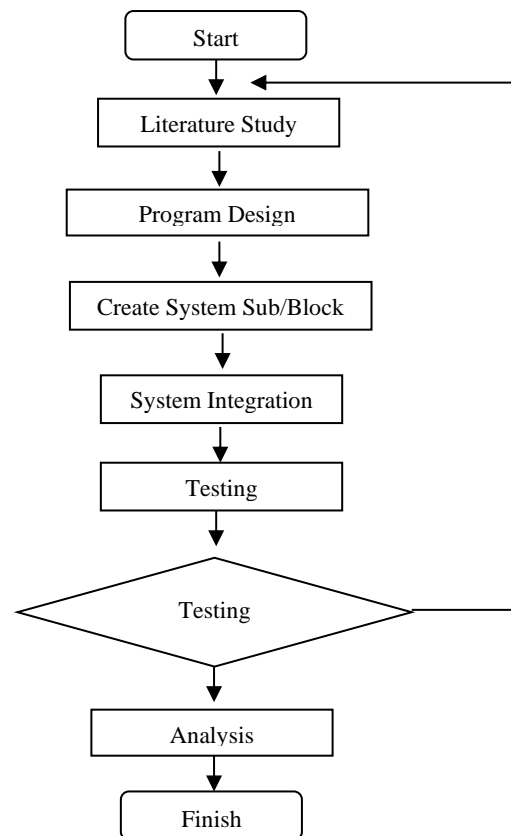 Start
Literature Study
Program Design
Create System Sub/Block
System Integration
Testing
Testing
Analysis
Finish